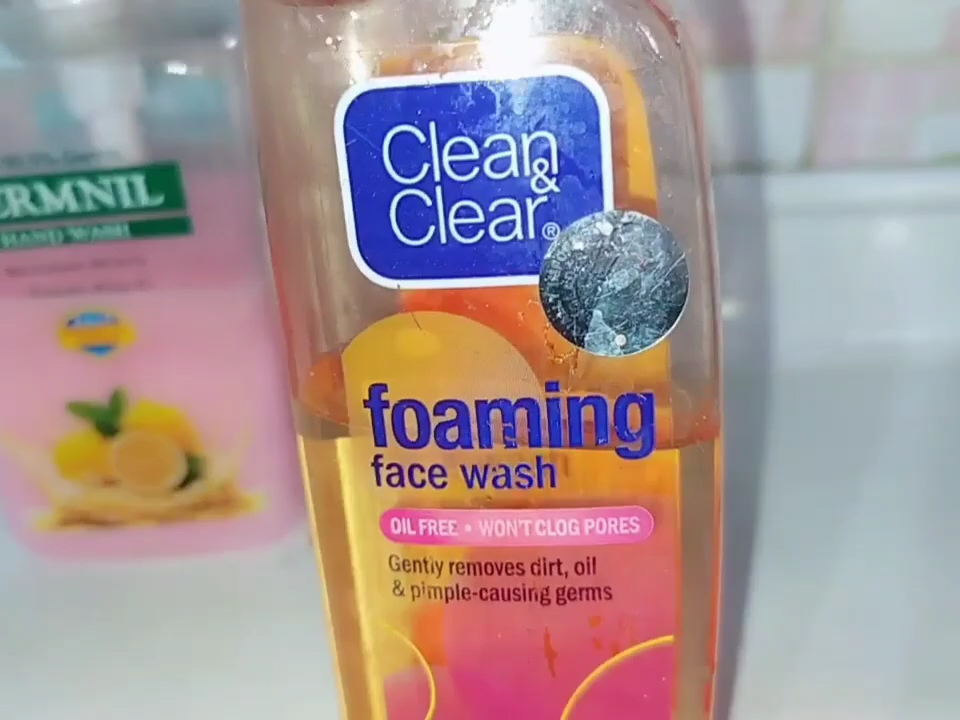 Clean
&
Clear®
foaming
face wash
OIL FREE • WON'T CLOG PORES
Gently removes dirt, oil
& pimple-causing germs
ERMNIL
HAND WASH